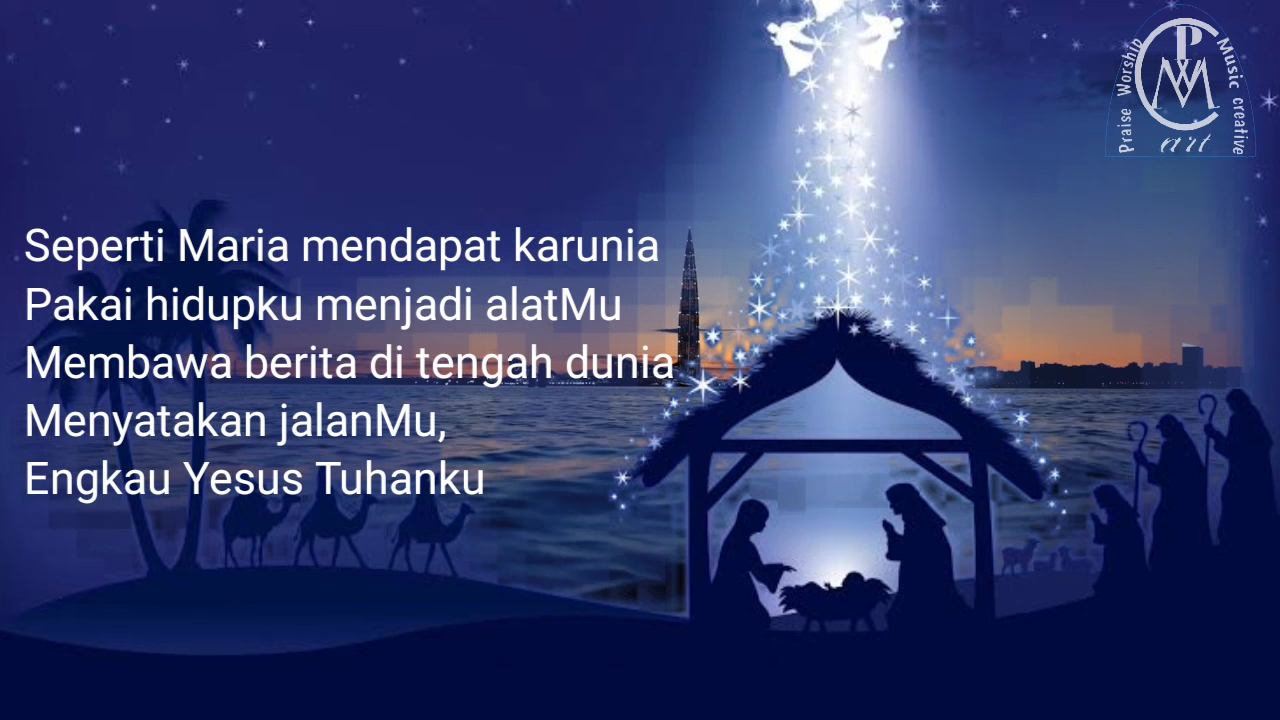 Seperti Maria mendapat karunia
Pakai hidupku menjadi alatMu
Membawa berita di tengah dunia
Menyatakan jalanMu,
Engkau Yesus Tuhanku
Praise Worship
Music creative
C P W M
art